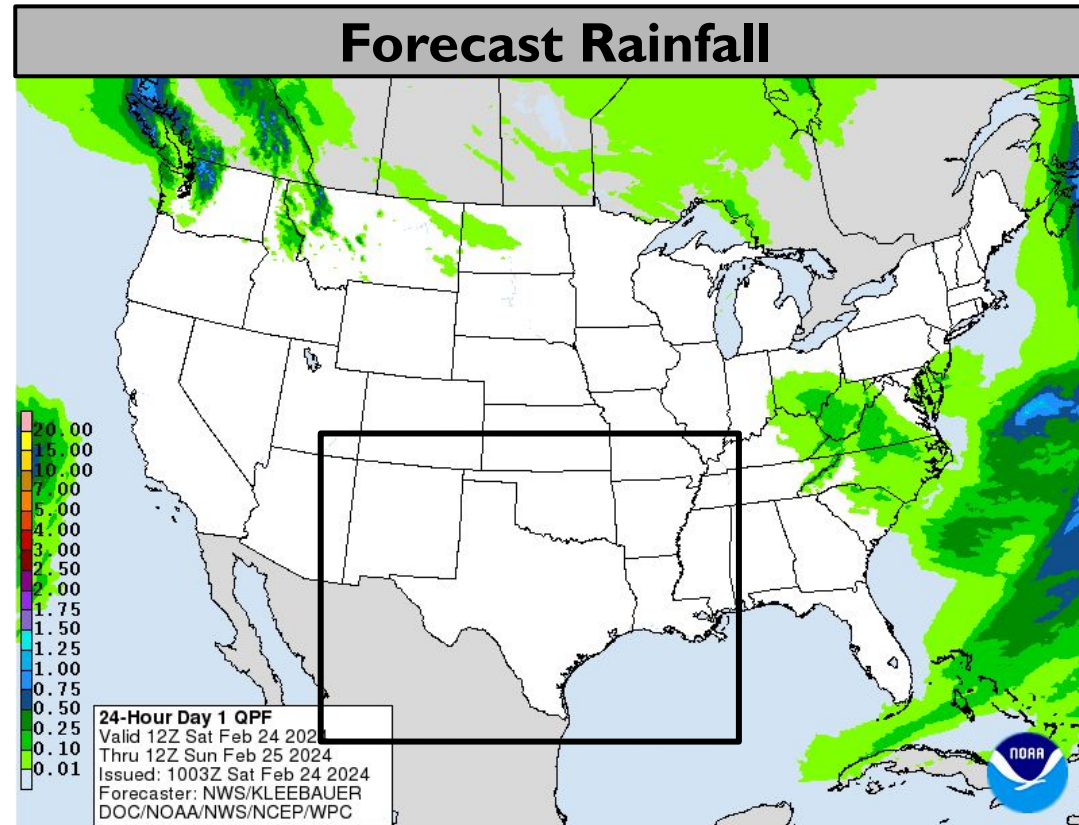 Forecast Rainfall
20.00
15.00
10.00
7.00
5.00
4.00
3.00
2.50
2.00
1.75
1.50
1.25
1.00
0.75
0.50
0.25
0.10
0.01
24-Hour Day 1 QPF
Valid 12Z Sat Feb 24 202
Thru 12Z Sun Feb 25 2024
Issued: 1003Z Sat Feb 24 2024
Forecaster: NWS/KLEEBAUER
DOC/NOAA/NWS/NCEP/WPC
NOAA